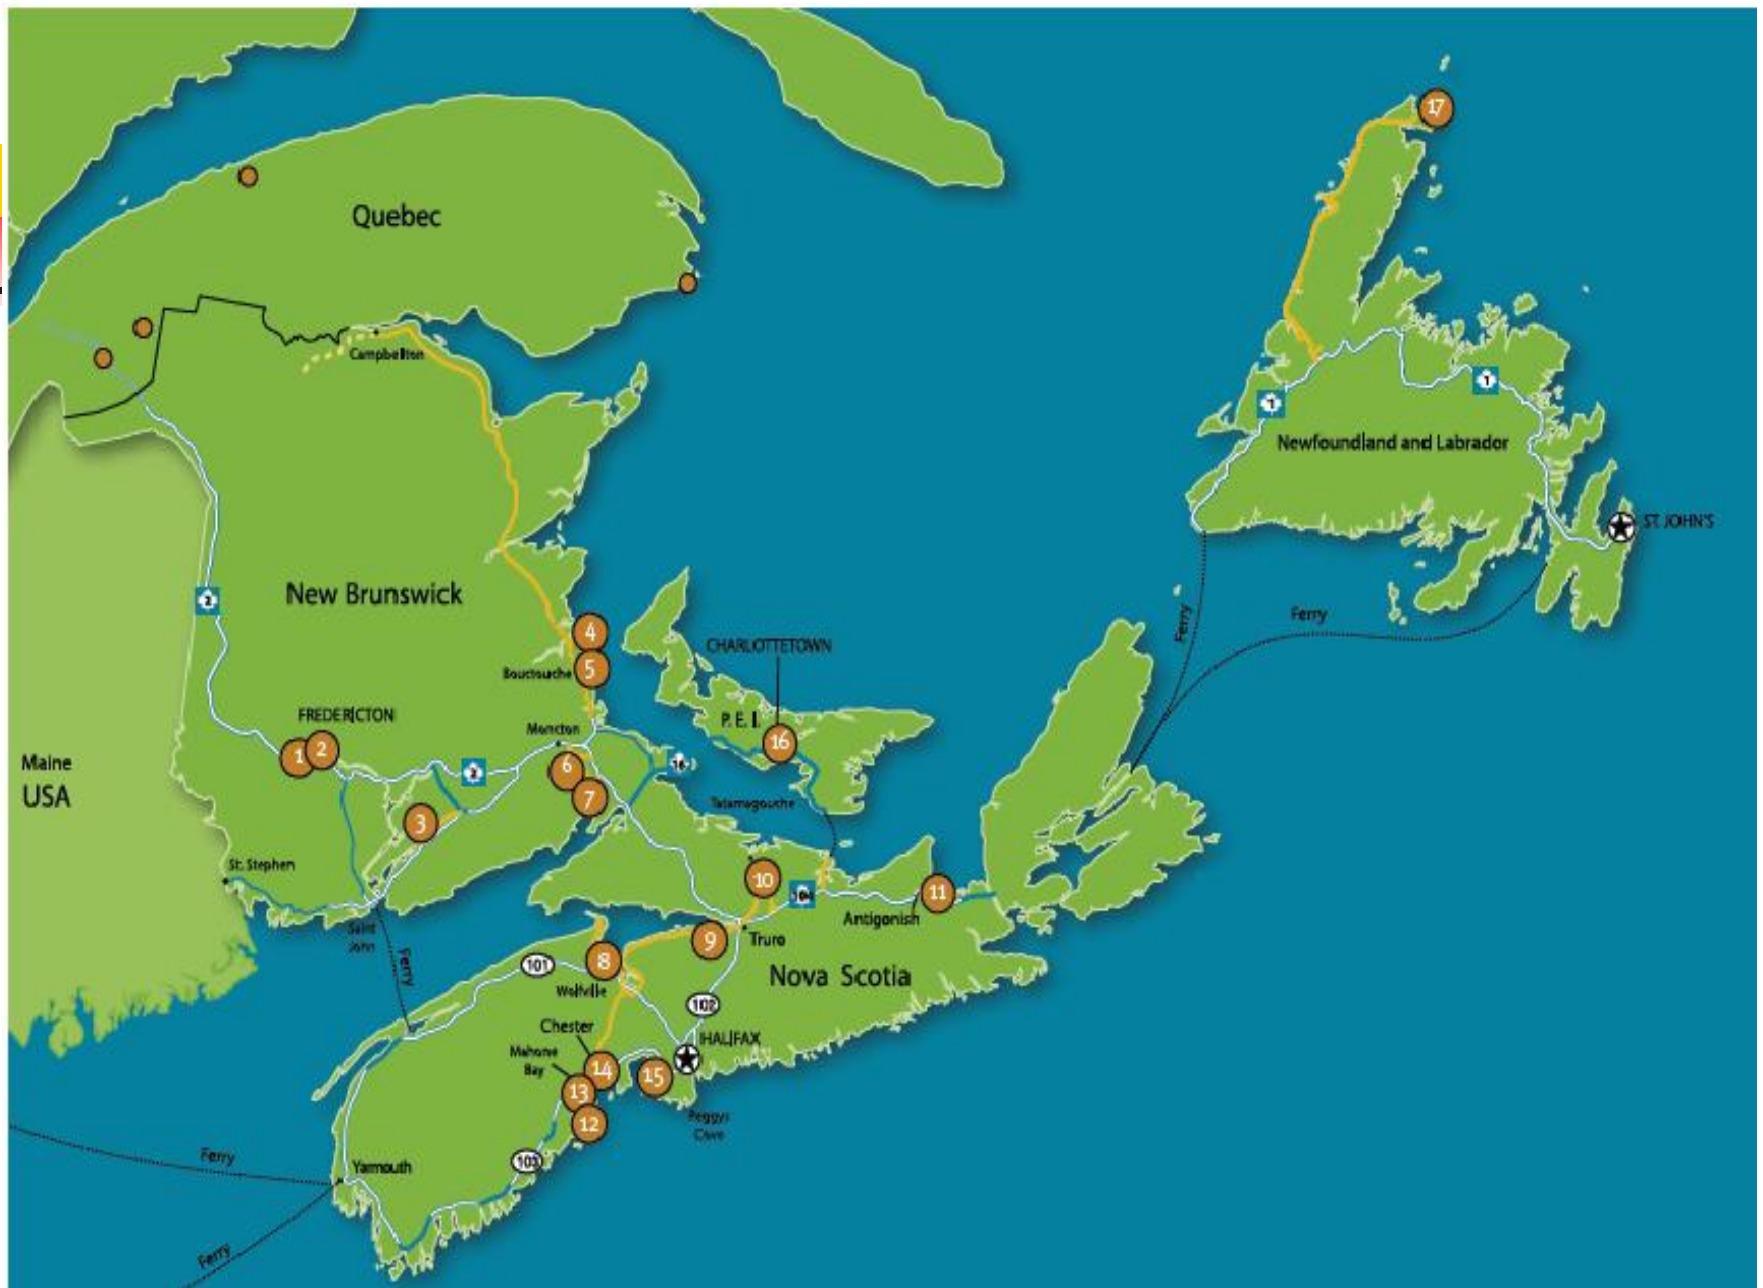 17
Quebec
Campbellton
1
1
Newfoundland and Labrador
ST. JOHN'S
New Brunswick
2
Ferry
Ferry
4
CHARLOTTETOWN
5
Bouctouche
FREDERICTON
P. E. I.
Moncton
16
1
2
Maine
USA
2
6
16
7
Tatamagouche
3
St. Stephen
10
104
11
Antigonish
Saint
John
Ferry
9
Truro
8
101
Wolfville
Nova Scotia
102
Chester
HALIFAX
Mahone
Bay
14
15
13
12
Peggys
Cove
103
Ferry
Yarmouth
Ferry